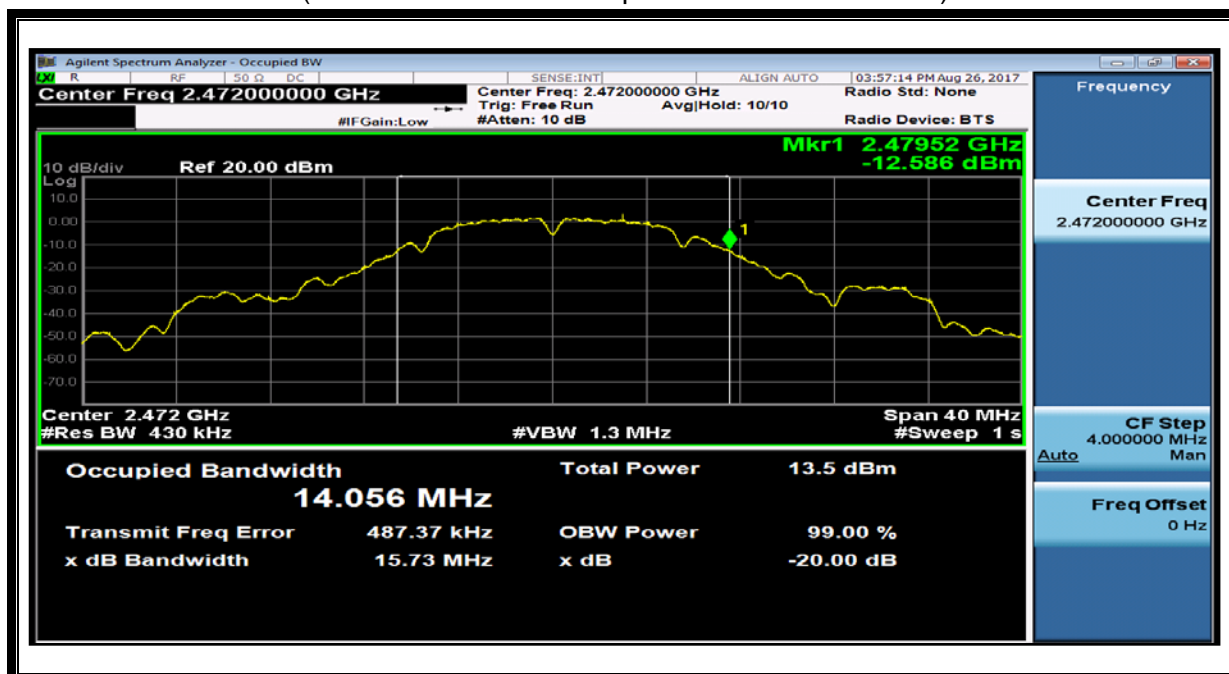 Agilent Spectrum Analyzer - Occupied BW
LXI R RF 50 Ω DC SENSE:INT ALIGN AUTO 03:57:14 PM Aug 26, 2017
Center Freq 2.472000000 GHz
Center Freq: 2.472000000 GHz
Radio Std: None
Trig: Free Run Avg|Hold: 10/10
#IFGain:Low
#Atten: 10 dB
Radio Device: BTS
Mkr1 2.47952 GHz
-12.586 dBm
10 dB/div Ref 20.00 dBm
Log
10.0
0.00
-10.0
-20.0
-30.0
-40.0
-50.0
-60.0
-70.0
1
Center 2.472 GHz Span 40 MHz
#Res BW 430 kHz #VBW 1.3 MHz #Sweep 1 s
Occupied Bandwidth Total Power 13.5 dBm
14.056 MHz
Transmit Freq Error 487.37 kHz OBW Power 99.00 %
x dB Bandwidth 15.73 MHz x dB -20.00 dB
Frequency
Center Freq
2.472000000 GHz
CF Step
4.000000 MHz
Auto Man
Freq Offset
0 Hz